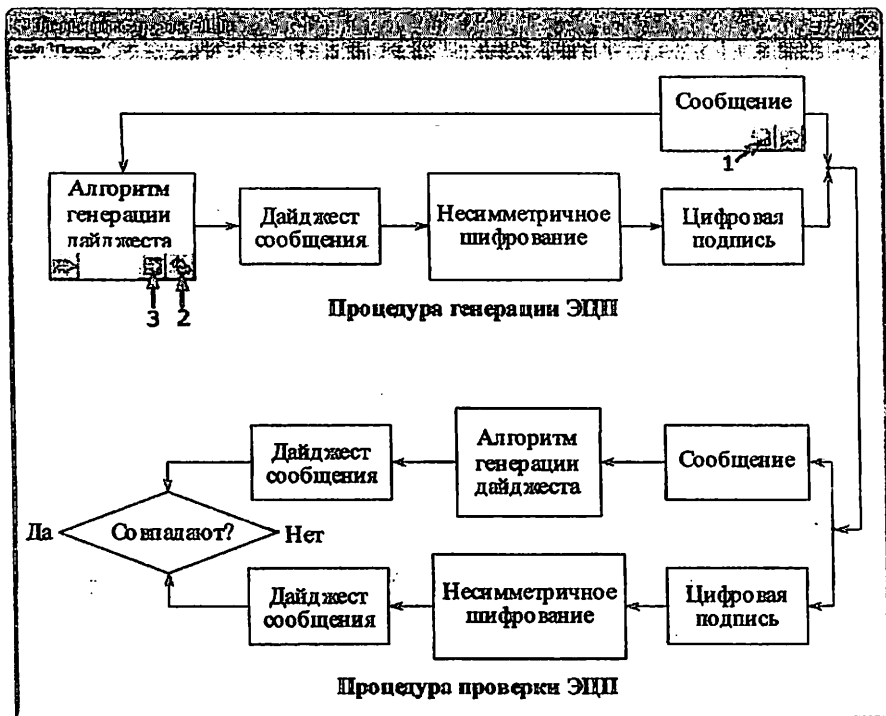 Сообщение
1
Алгоритм
генерации
дайджеста
3 2
Дайджест
сообщения
Несимметричное
шифрование
Цифровая
подпись
Процедура генерации ЭЦП
Дайджест
сообщения
Алгоритм
генерации
дайджеста
Сообщение
Да
Совпадают?
Нет
Дайджест
сообщения
Несимметричное
шифрование
Цифровая
подпись
Процедура проверки ЭЦП